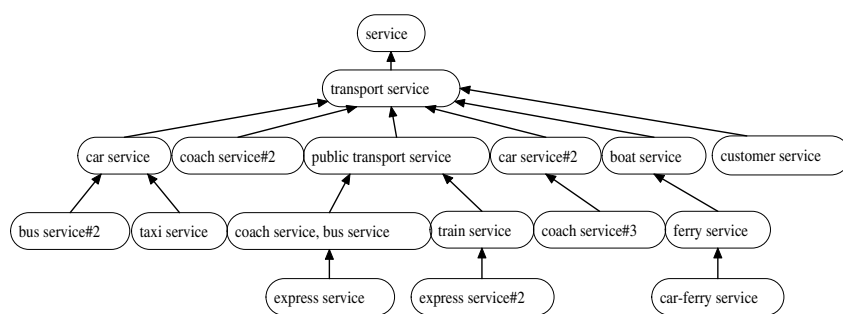 service
transport service
car service
coach service#2
public transport service
car service#2
boat service
customer service
bus service#2
taxi service
coach service, bus service
train service
coach service#3
ferry service
express service
express service#2
car-ferry service